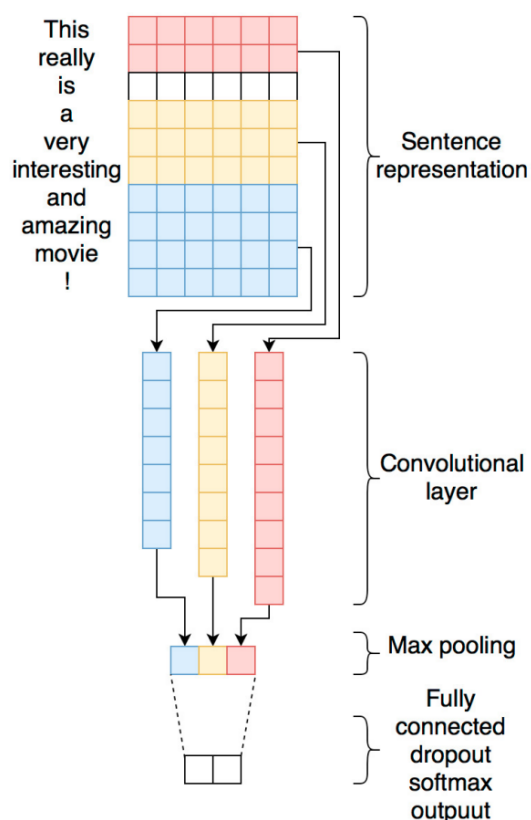 This
really
is
a
very
interesting
and
amazing
movie
!
Sentence
representation
Convolutional
layer
Max pooling
Fully
connected
dropout
softmax
outpuut